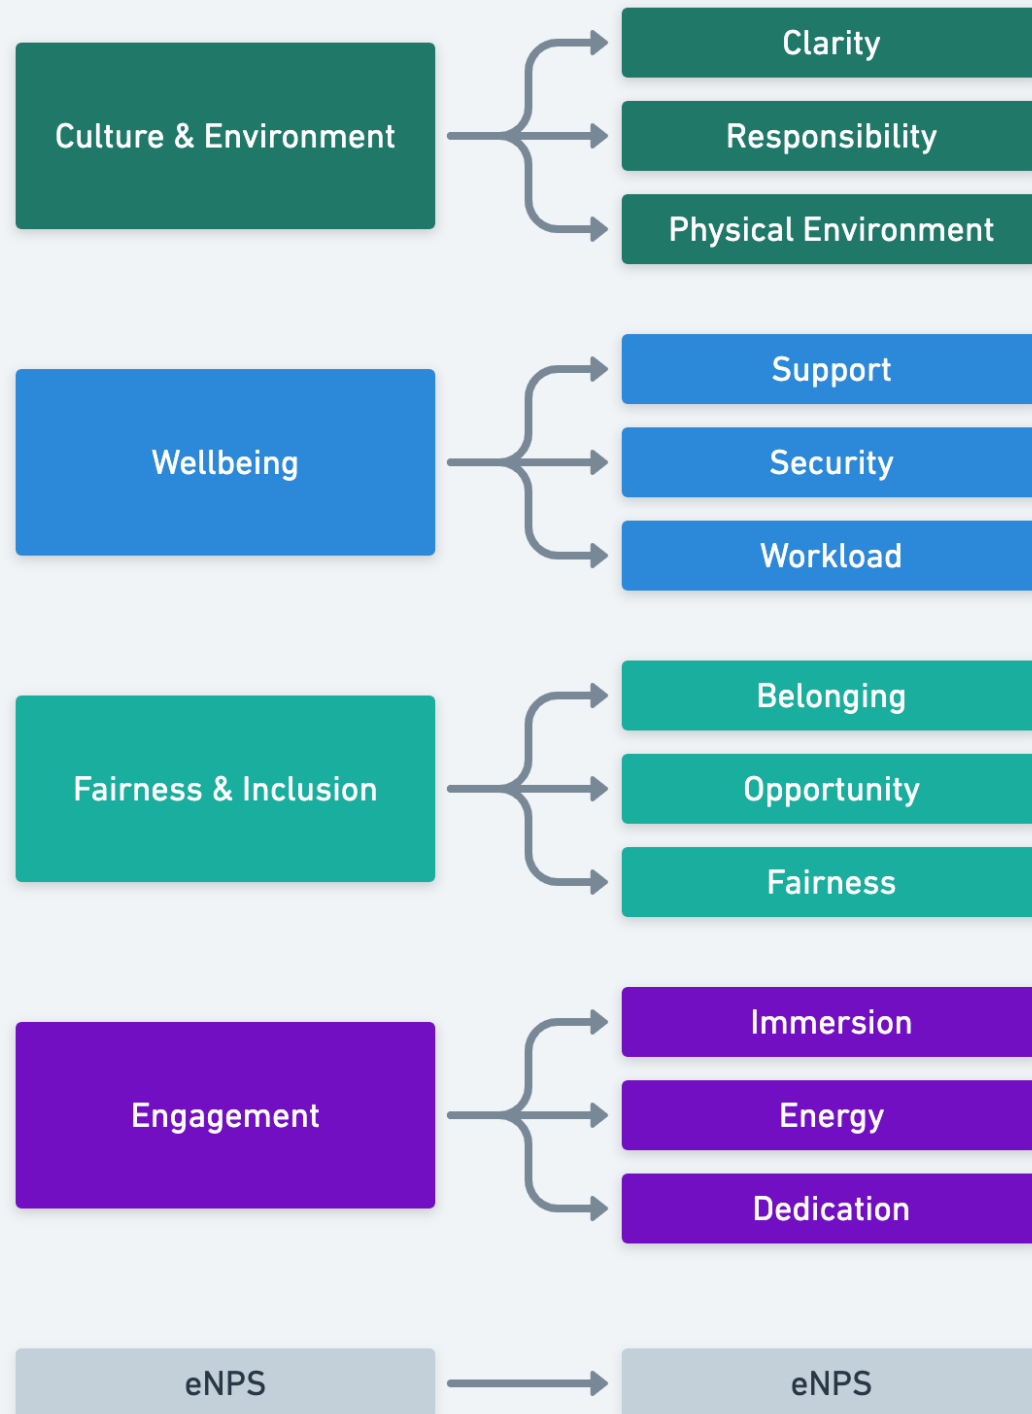 Culture & Environment
Clarity
Responsibility
Physical Environment
Wellbeing
Support
Security
Workload
Fairness & Inclusion
Belonging
Opportunity
Fairness
Engagement
Immersion
Energy
Dedication
eNPS
eNPS